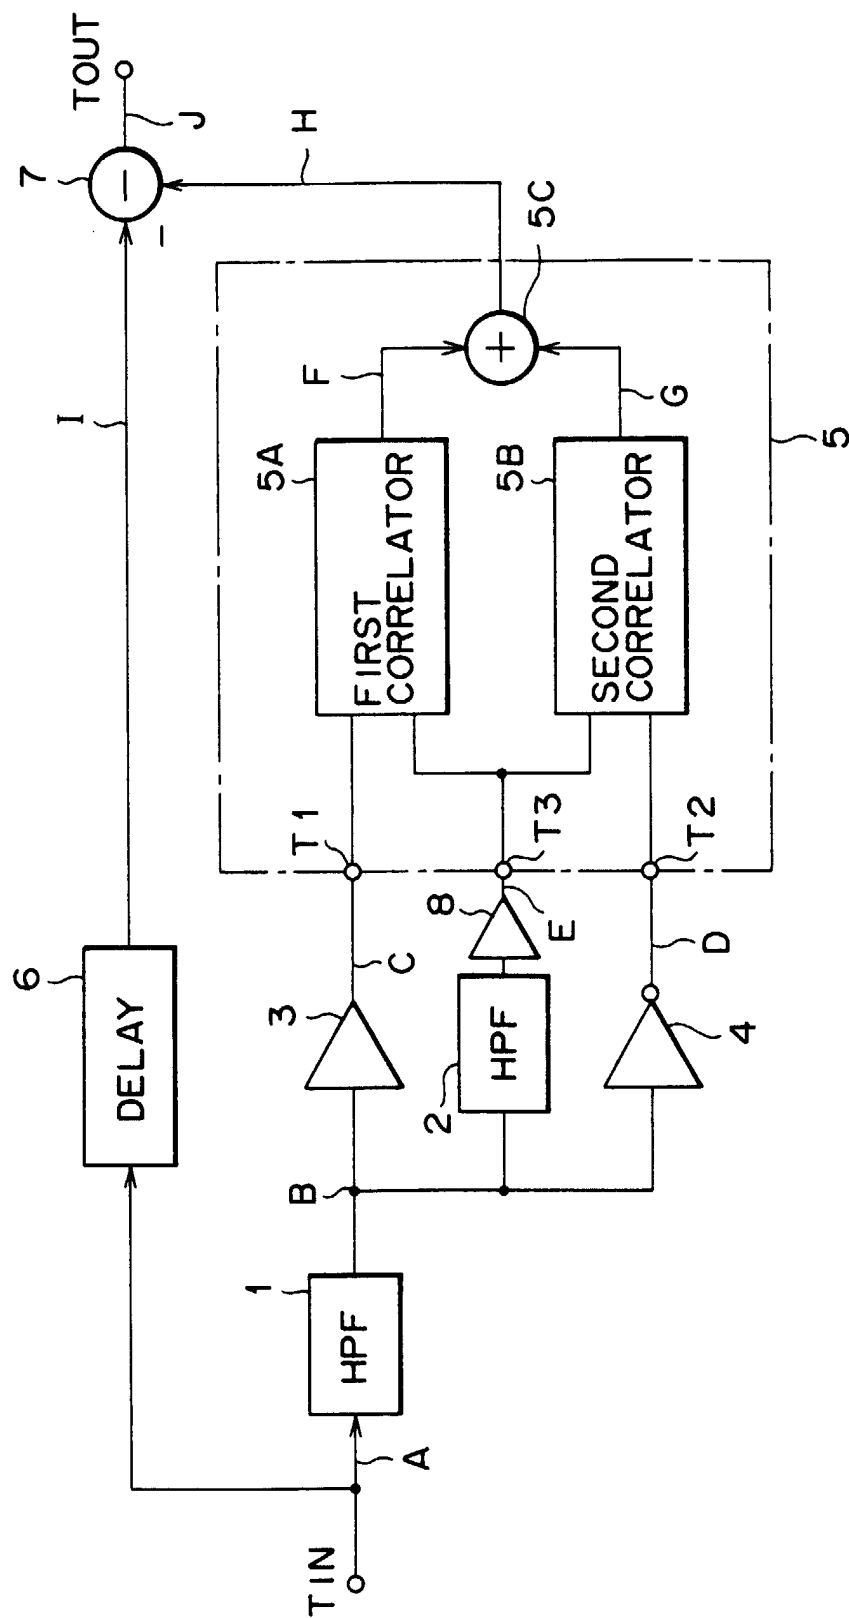 TIN
A
1
HPF
B
6
DELAY
I
3
C
2
HPF
8
E
4
D
T1
T3
T2
5A
FIRST
CORRELATOR
5B
SECOND
CORRELATOR
F
G
+
5C
5
H
7
−
−
J
TOUT